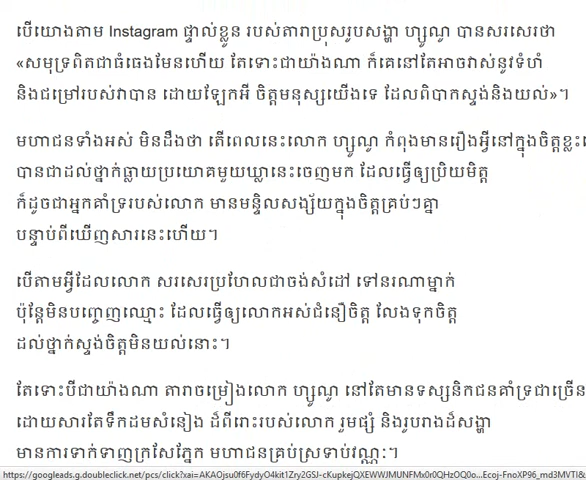 បើយោងតាម Instagram ផ្ទាល់ខ្លួន របស់តារាប្រុសរូបសង្ហា ហ្សូណូ បានសរសេរថា
«សមុទ្រពិតជាធំធេងមែនហើយ តែទោះជាយ៉ាងណា ក៏គេនៅតែអាចវាស់នូវទំហំ
និងជម្រៅរបស់វាបាន ដោយឡែកអី ចិត្តមនុស្សយើងទេ ដែលពិបាកស្ទង់និងយល់»។
មហាជនទាំងអស់ មិនដឹងថា តើពេលនេះលោក ហ្សូណូ កំពុងមានរឿងអ្វីនៅក្នុងចិត្តខ្លះ
បានជាដល់ថ្នាក់ធ្លាយប្រយោគមួយឃ្លានេះចេញមក ដែលធ្វើឲ្យប្រិយមិត្ត
ក៏ដូចជាអ្នកគាំទ្ររបស់លោក មានមន្ទិលសង្ស័យក្នុងចិត្តគ្រប់ៗគ្នា
បន្ទាប់ពីឃើញសារនេះហើយ។
បើតាមអ្វីដែលលោក សរសេរប្រហែលជាចង់សំដៅ ទៅនរណាម្នាក់
ប៉ុន្តែមិនបញ្ចេញឈ្មោះ ដែលធ្វើឲ្យលោកអស់ជំនឿចិត្ត លែងទុកចិត្ត
ដល់ថ្នាក់ស្ទង់ចិត្តមិនយល់នោះ។
តែទោះបីជាយ៉ាងណា តារាចម្រៀងលោក ហ្សូណូ នៅតែមានទស្សនិកជនគាំទ្រជាច្រើន
ដោយសារតែទឹកដមសំនៀង ដ៏ពីរោះរបស់លោក រួមផ្សំ និងរូបរាងដ៏សង្ហា
មានការទាក់ទាញក្រសែភ្នែក មហាជនគ្រប់ស្រទាប់វណ្ណៈ។
https://googleads.g.doubleclick.net/pcs/click?xai=AKAOjsu0f6FydyO4kit1Zry2GSJ-cKupkejQXEWWJMUNFMx0r0QHzOQ0o...Ecoj-FnoXP96_md3MVTl&